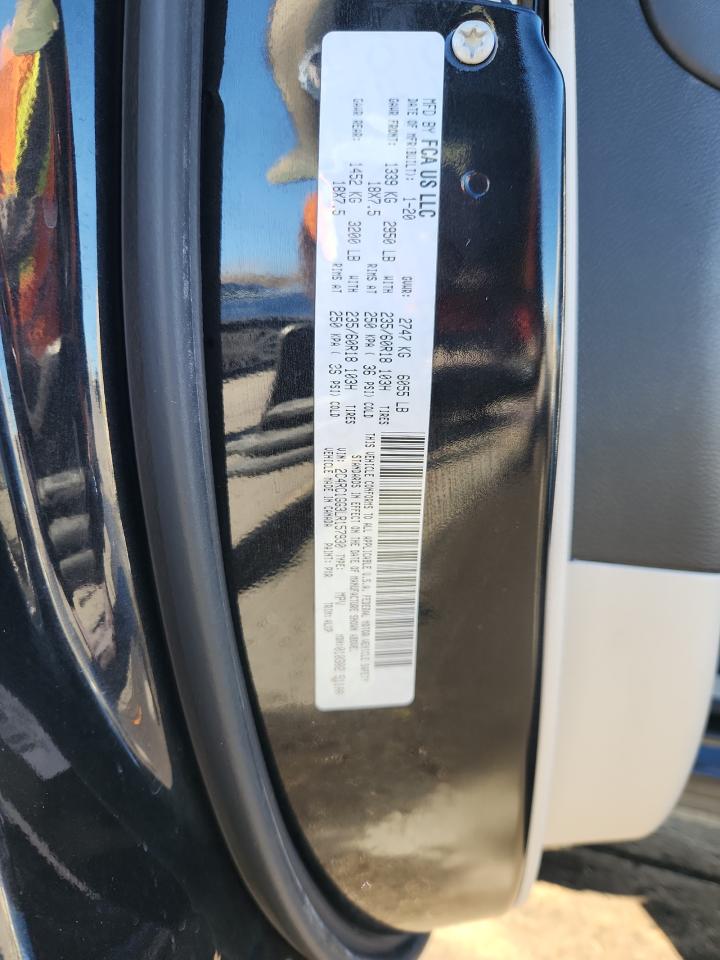 MFD BY FCA US LLC
DATE OF MFR(BUILT): 1-20 GVWR: 2747 KG 6055 LB
GAWR FRONT: 1339 KG 2950 LB WITH 235/60R18 103H TIRES
18X7.5 RIMS AT 250 KPA( 36 PSI) COLD
GAWR REAR: 1452 KG 3200 LB WITH 235/60R18 103H TIRES
18X7.5 RIMS AT 250 KPA( 36 PSI) COLD
THIS VEHICLE CONFORMS TO ALL APPLICABLE U.S.A. FEDERAL MOTOR VEHICLE SAFETY
STANDARDS IN EFFECT ON THE DATE OF MANUFACTURE SHOWN ABOVE.
VIN: 2C4RC1GG3LR157930 TYPE: MPV
VEHICLE MADE IN CANADA PAINT: TRIM: